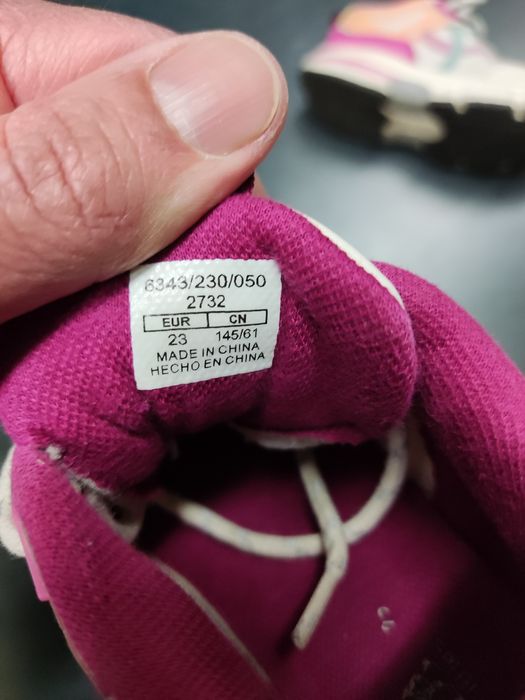 6343/230/050
2732
EUR CN
23 145/61
MADE IN CHINA
HECHO EN CHINA